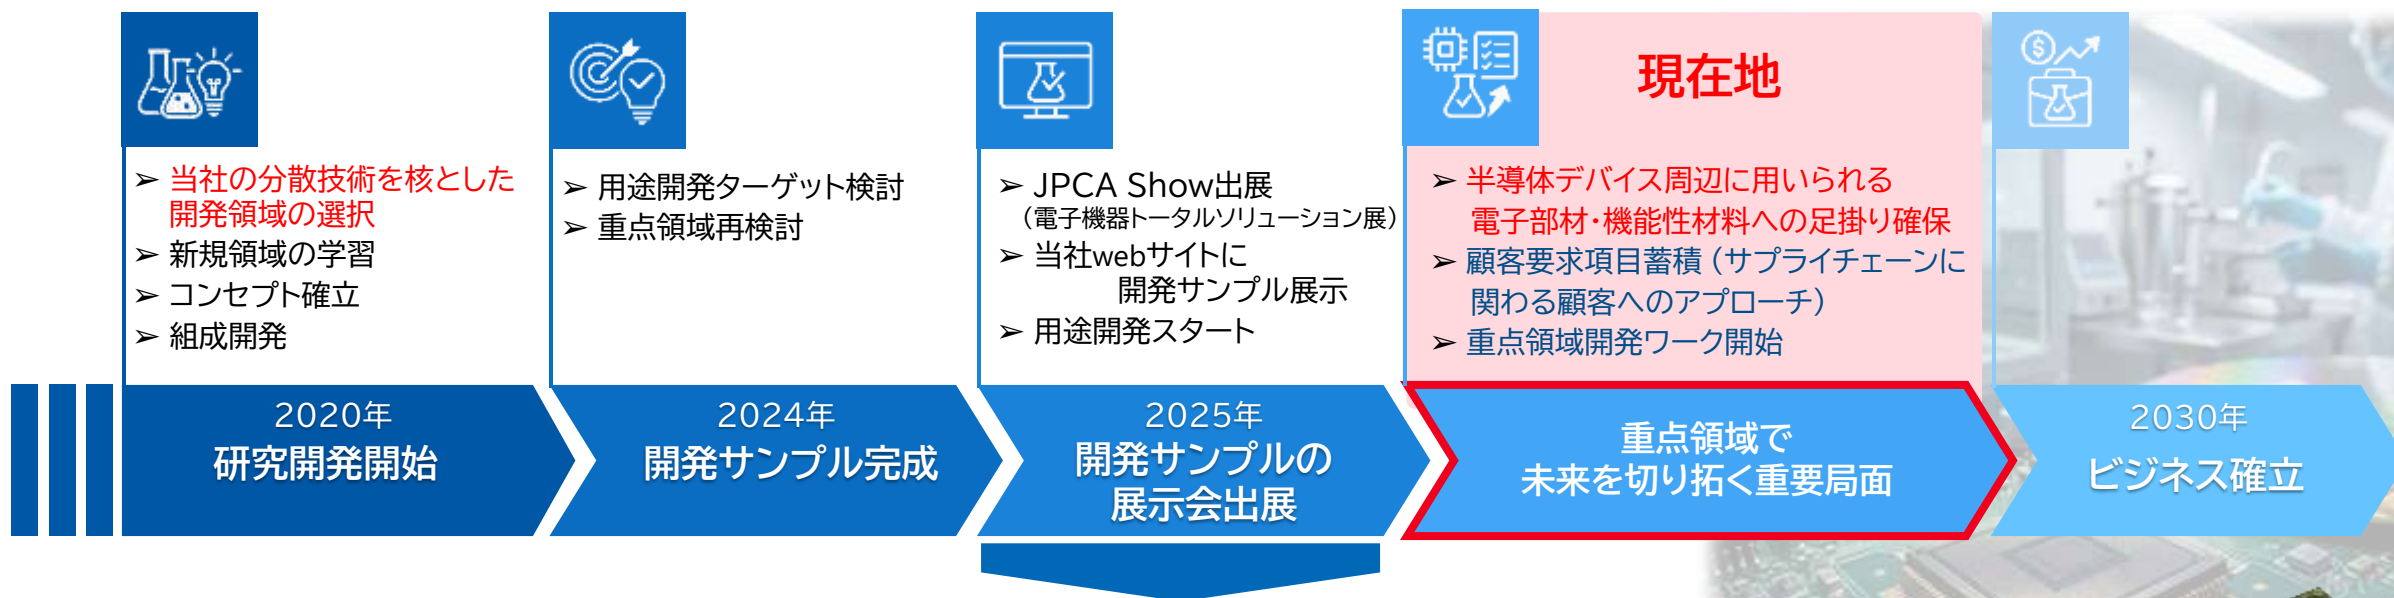 ➢ 当社の分散技術を核とした
開発領域の選択
➢ 新規領域の学習
➢ コンセプト確立
➢ 組成開発
2020年
研究開発開始
➢ 用途開発ターゲット検討
➢ 重点領域再検討
2024年
開発サンプル完成
➢ JPCA Show出展
（電子機器トータルソリューション展）
➢ 当社webサイトに
開発サンプル展示
➢ 用途開発スタート
2025年
開発サンプルの
展示会出展
現在地
➢ 半導体デバイス周辺に用いられる
電子部材・機能性材料への足掛り確保
➢ 顧客要求項目蓄積（サプライチェーンに
関わる顧客へのアプローチ）
➢ 重点領域開発ワーク開始
重点領域で
未来を切り拓く重要局面
2030年
ビジネス確立